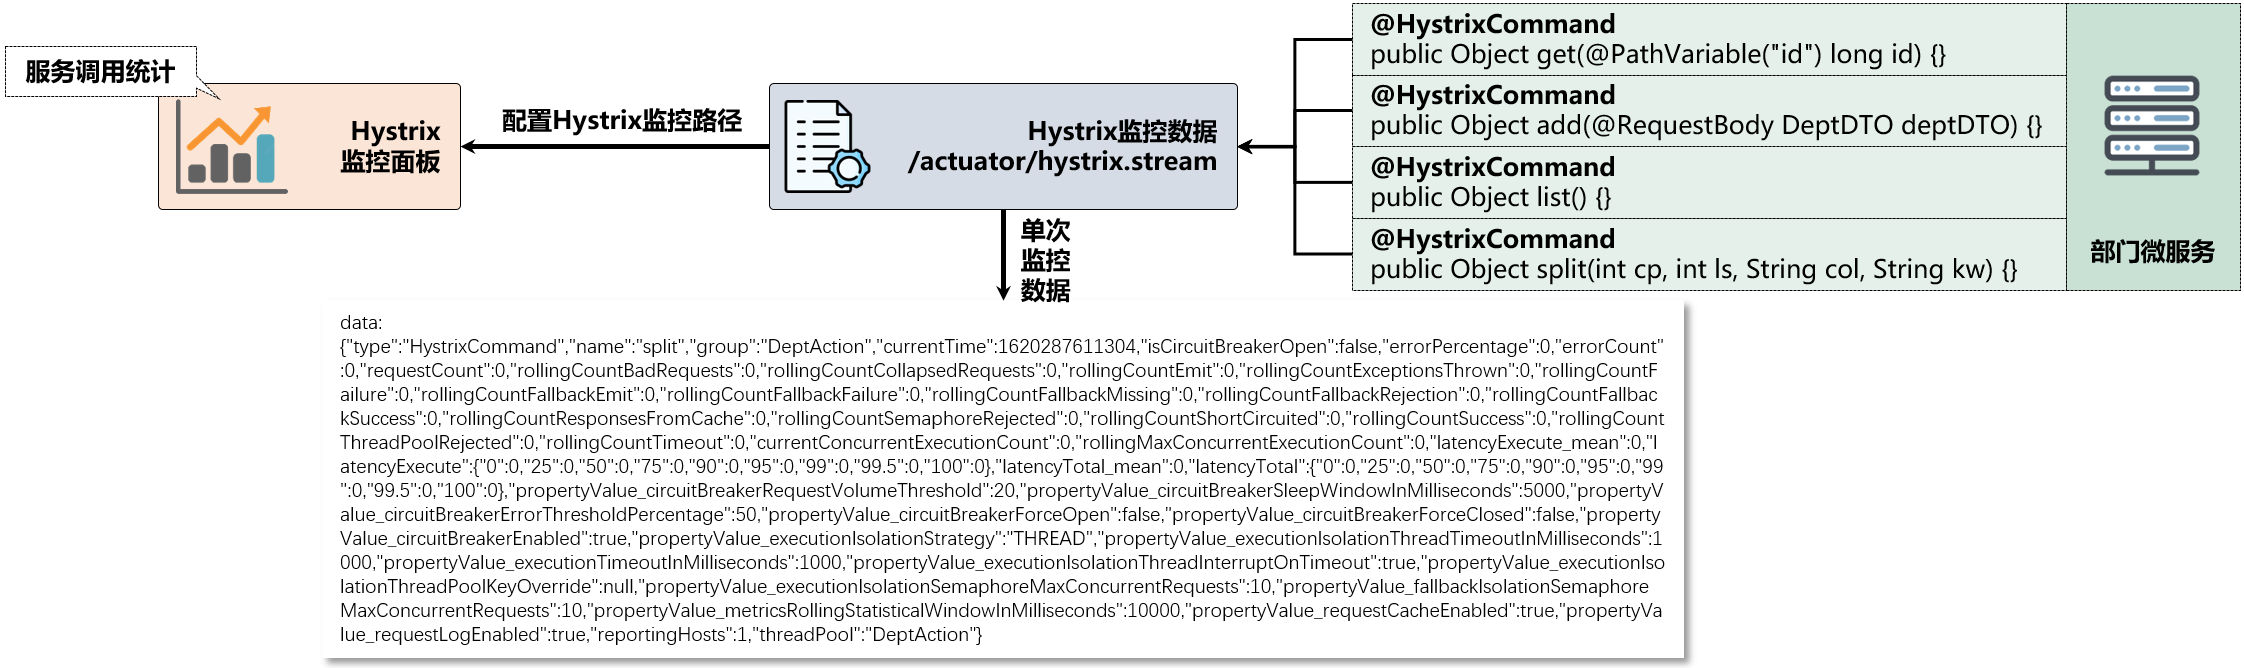 服务调用统计
Hystrix
监控面板
配置Hystrix监控路径
Hystrix监控数据
/actuator/hystrix.stream
@HystrixCommand
public Object get(@PathVariable("id") long id) {}
@HystrixCommand
public Object add(@RequestBody DeptDTO deptDTO) {}
@HystrixCommand
public Object list() {}
@HystrixCommand
public Object split(int cp, int ls, String col, String kw) {}
部门微服务
单次
监控
数据
data:
{"type":"HystrixCommand","name":"split","group":"DeptAction","currentTime":1620287611304,"isCircuitBreakerOpen":false,"errorPercentage":0,"errorCount"
:0,"requestCount":0,"rollingCountBadRequests":0,"rollingCountCollapsedRequests":0,"rollingCountEmit":0,"rollingCountExceptionsThrown":0,"rollingCountF
ailure":0,"rollingCountFallbackEmit":0,"rollingCountFallbackFailure":0,"rollingCountFallbackMissing":0,"rollingCountFallbackRejection":0,"rollingCountFallbac
kSuccess":0,"rollingCountResponsesFromCache":0,"rollingCountSemaphoreRejected":0,"rollingCountShortCircuited":0,"rollingCountSuccess":0,"rollingCount
ThreadPoolRejected":0,"rollingCountTimeout":0,"currentConcurrentExecutionCount":0,"rollingMaxConcurrentExecutionCount":0,"latencyExecute_mean":0,"l
atencyExecute":{"0":0,"25":0,"50":0,"75":0,"90":0,"95":0,"99":0,"99.5":0,"100":0},"latencyTotal_mean":0,"latencyTotal":{"0":0,"25":0,"50":0,"75":0,"90":0,"95":0,"99
":0,"99.5":0,"100":0},"propertyValue_circuitBreakerRequestVolumeThreshold":20,"propertyValue_circuitBreakerSleepWindowInMilliseconds":5000,"propertyV
alue_circuitBreakerErrorThresholdPercentage":50,"propertyValue_circuitBreakerForceOpen":false,"propertyValue_circuitBreakerForceClosed":false,"property
Value_circuitBreakerEnabled":true,"propertyValue_executionIsolationStrategy":"THREAD","propertyValue_executionIsolationThreadTimeoutInMilliseconds":1
000,"propertyValue_executionTimeoutInMilliseconds":1000,"propertyValue_executionIsolationThreadInterruptOnTimeout":true,"propertyValue_executionIso
lationThreadPoolKeyOverride":null,"propertyValue_executionIsolationSemaphoreMaxConcurrentRequests":10,"propertyValue_fallbackIsolationSemaphore
MaxConcurrentRequests":10,"propertyValue_metricsRollingStatisticalWindowInMilliseconds":10000,"propertyValue_requestCacheEnabled":true,"propertyVa
lue_requestLogEnabled":true,"reportingHosts":1,"threadPool":"DeptAction"}